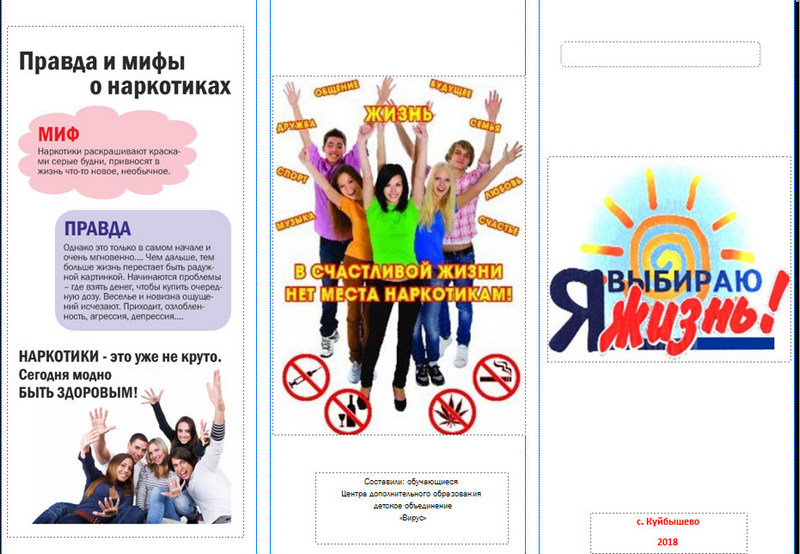 Правда и мифы
о наркотиках
МИФ
Наркотики раскрашивают краска-
ми серые будни, привносят в
жизнь что-то новое, необычное.
ПРАВДА
Однако это только в самом начале и
очень мгновенно.... Чем дальше, тем
больше жизнь перестает быть радуж-
ной картинкой. Начинаются проблемы
– где взять денег, чтобы купить очеред-
ную дозу. Веселье и новизна ощуще-
ний исчезают. Приходит, озлоблен-
ность, агрессия, депрессия....
НАРКОТИКИ - это уже не круто.
Сегодня модно
БЫТЬ ЗДОРОВЫМ!
ОБЩЕНИЕ
БУДУЩЕЕ
ЖИЗНЬ
ДРУЖБА
СЕМЬЯ
СПОРТ
ЛЮБОВЬ
МУЗЫКА
СЧАСТЬЕ
В СЧАСТЛИВОЙ ЖИЗНИ
НЕТ МЕСТА НАРКОТИКАМ!
Составили: обучающиеся
Центра дополнительного образования
детское объединение
«Вирус»
Я ВЫБИРАЮ
жизнь!
с. Куйбышево
2018